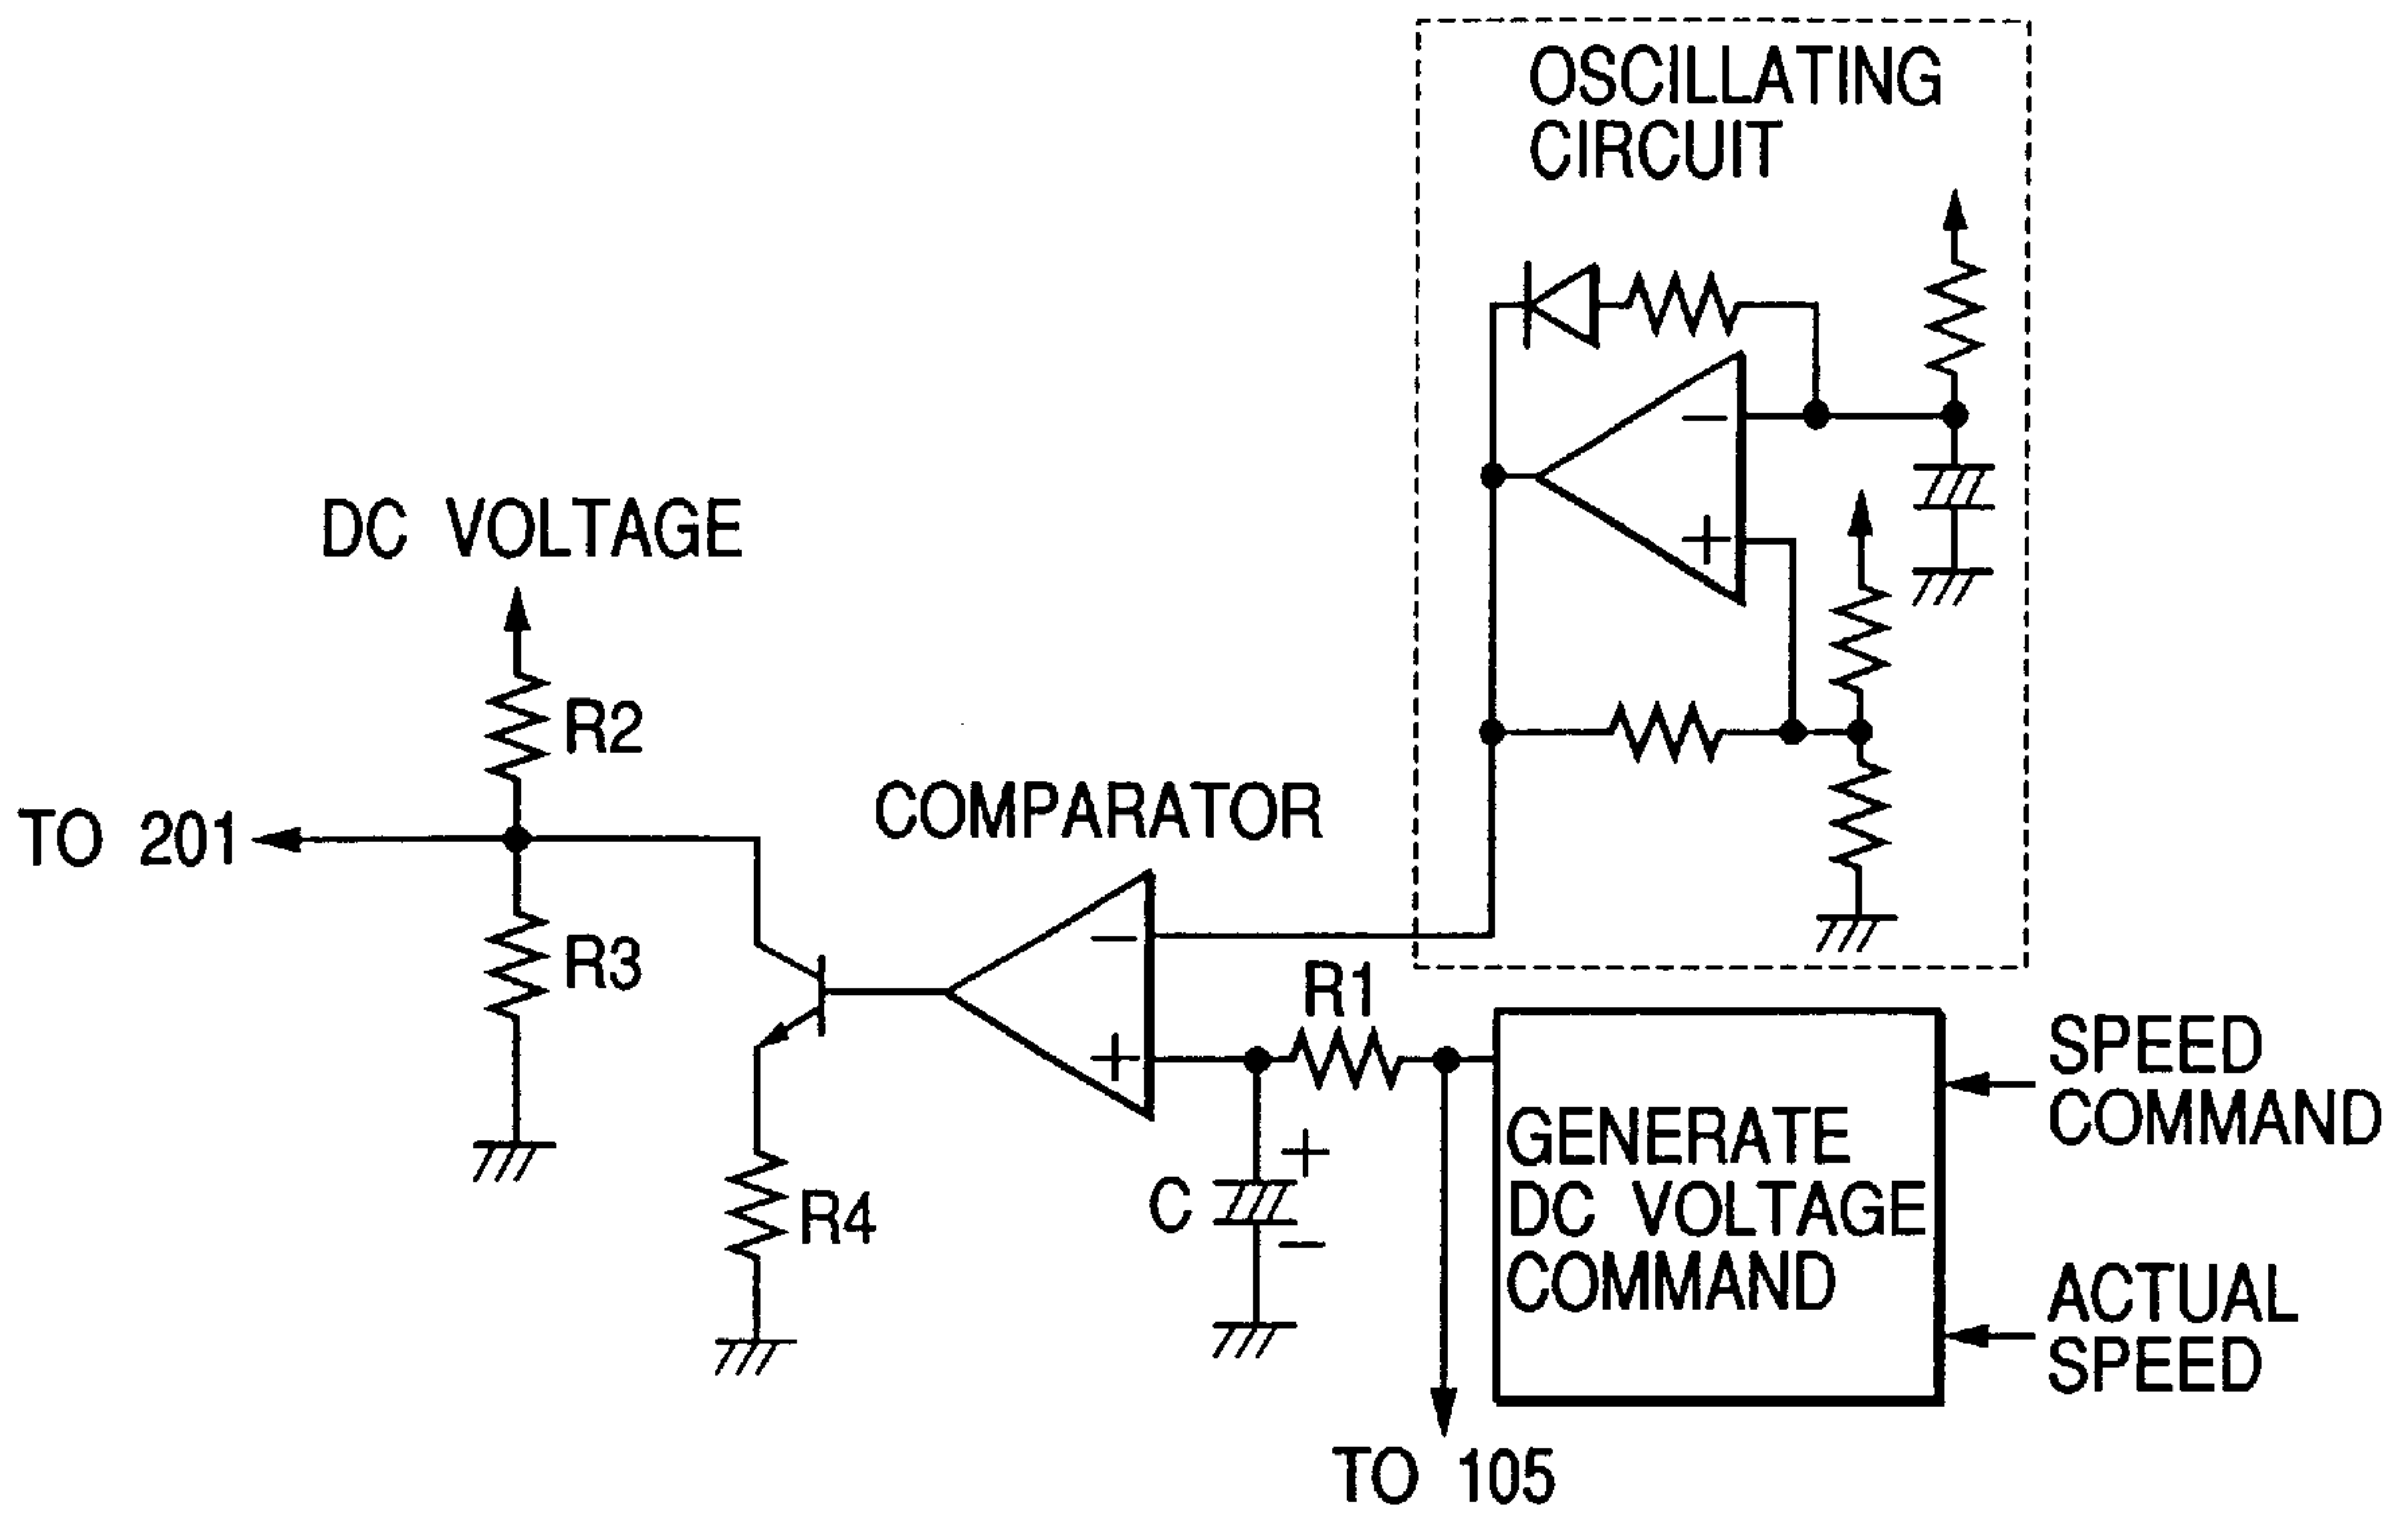 OSCILLATING
CIRCUIT
−
+
DC VOLTAGE
R2
TO 201
COMPARATOR
R3
−
+
R1
R4
C
+
−
GENERATE
DC VOLTAGE
COMMAND
SPEED
COMMAND
ACTUAL
SPEED
TO 105